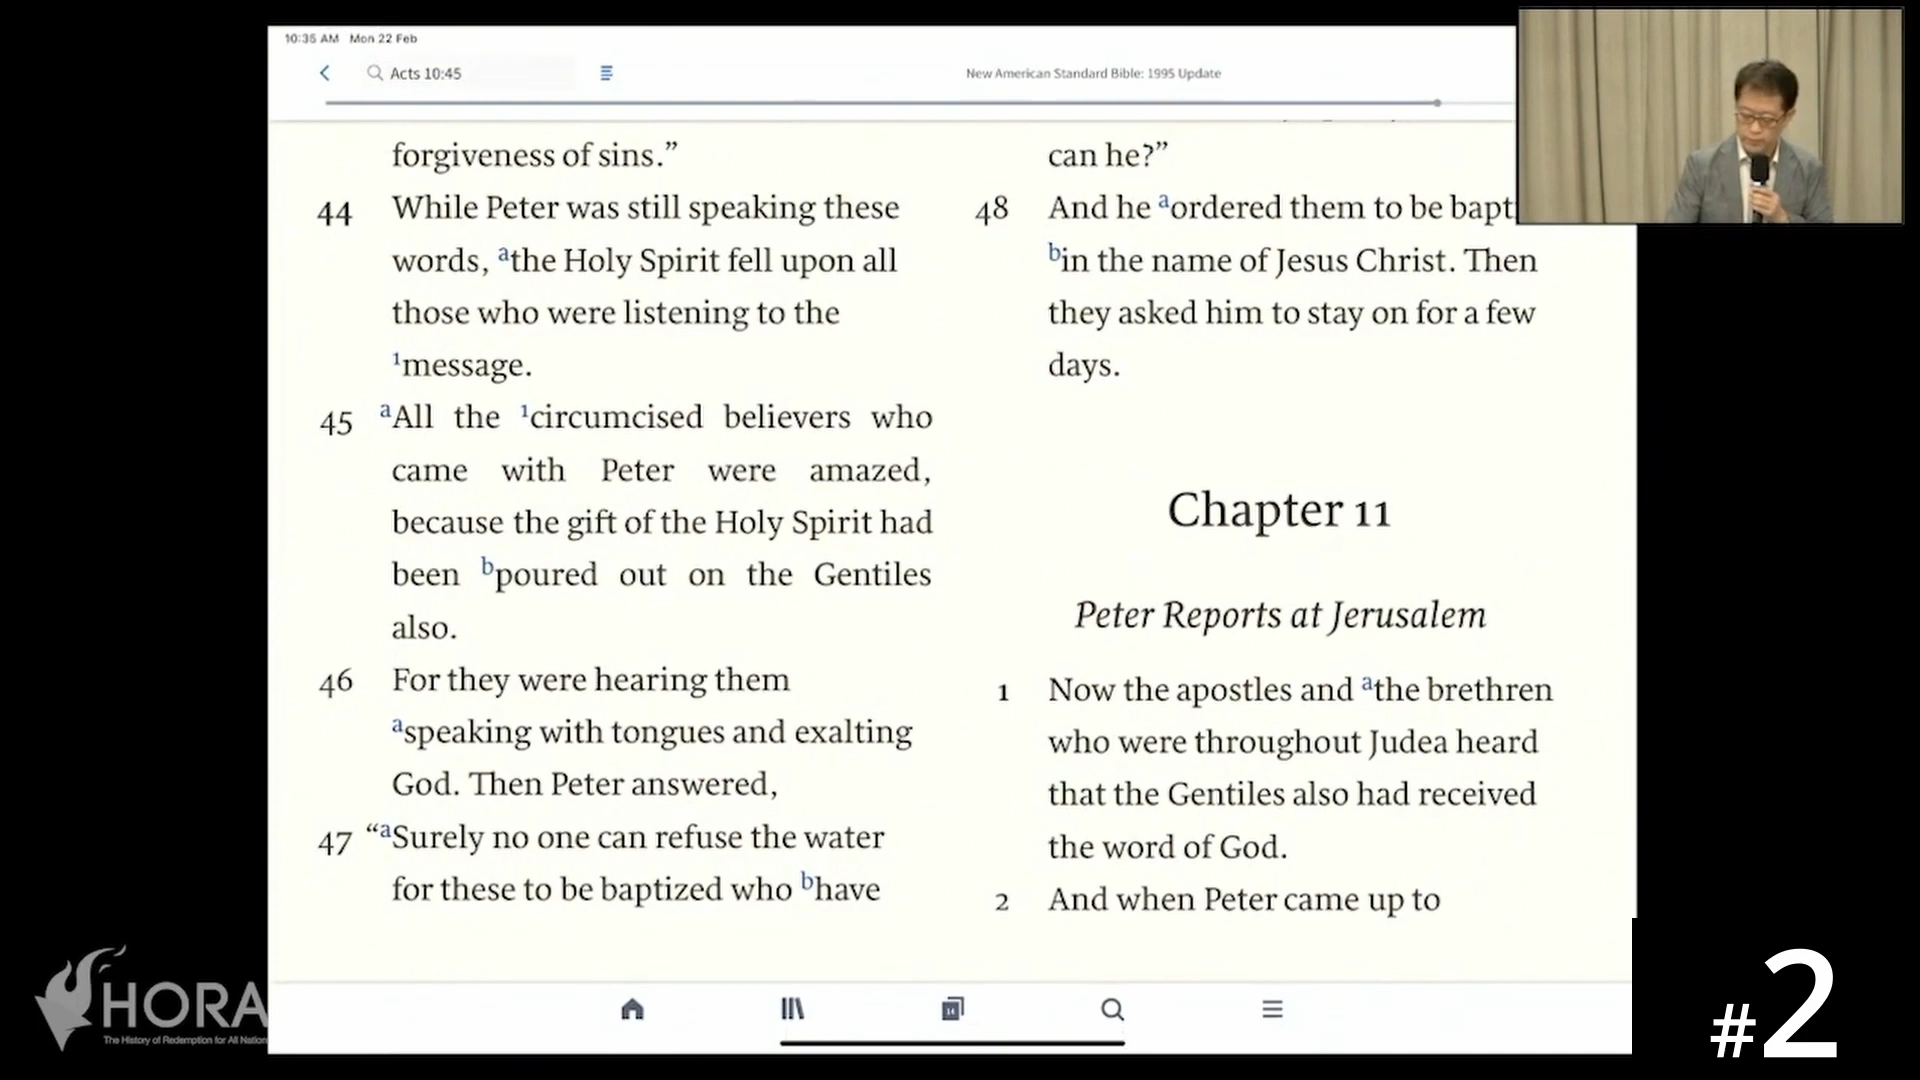 10:35 AM Mon 22 Feb
Acts 10:45
New American Standard Bible: 1995 Update
forgiveness of sins.”
44 While Peter was still speaking these
words, athe Holy Spirit fell upon all
those who were listening to the
1message.
45 aAll the 1circumcised believers who
came with Peter were amazed,
because the gift of the Holy Spirit had
been bpoured out on the Gentiles
also.
46 For they were hearing them
aspeaking with tongues and exalting
God. Then Peter answered,
47 “aSurely no one can refuse the water
for these to be baptized who bhave
can he?”
48 And he aordered them to be bapt
bin the name of Jesus Christ. Then
they asked him to stay on for a few
days.
Chapter 11
Peter Reports at Jerusalem
1 Now the apostles and athe brethren
who were throughout Judea heard
that the Gentiles also had received
the word of God.
2 And when Peter came up to
HORA
The History of Redemption for All Nation
#2